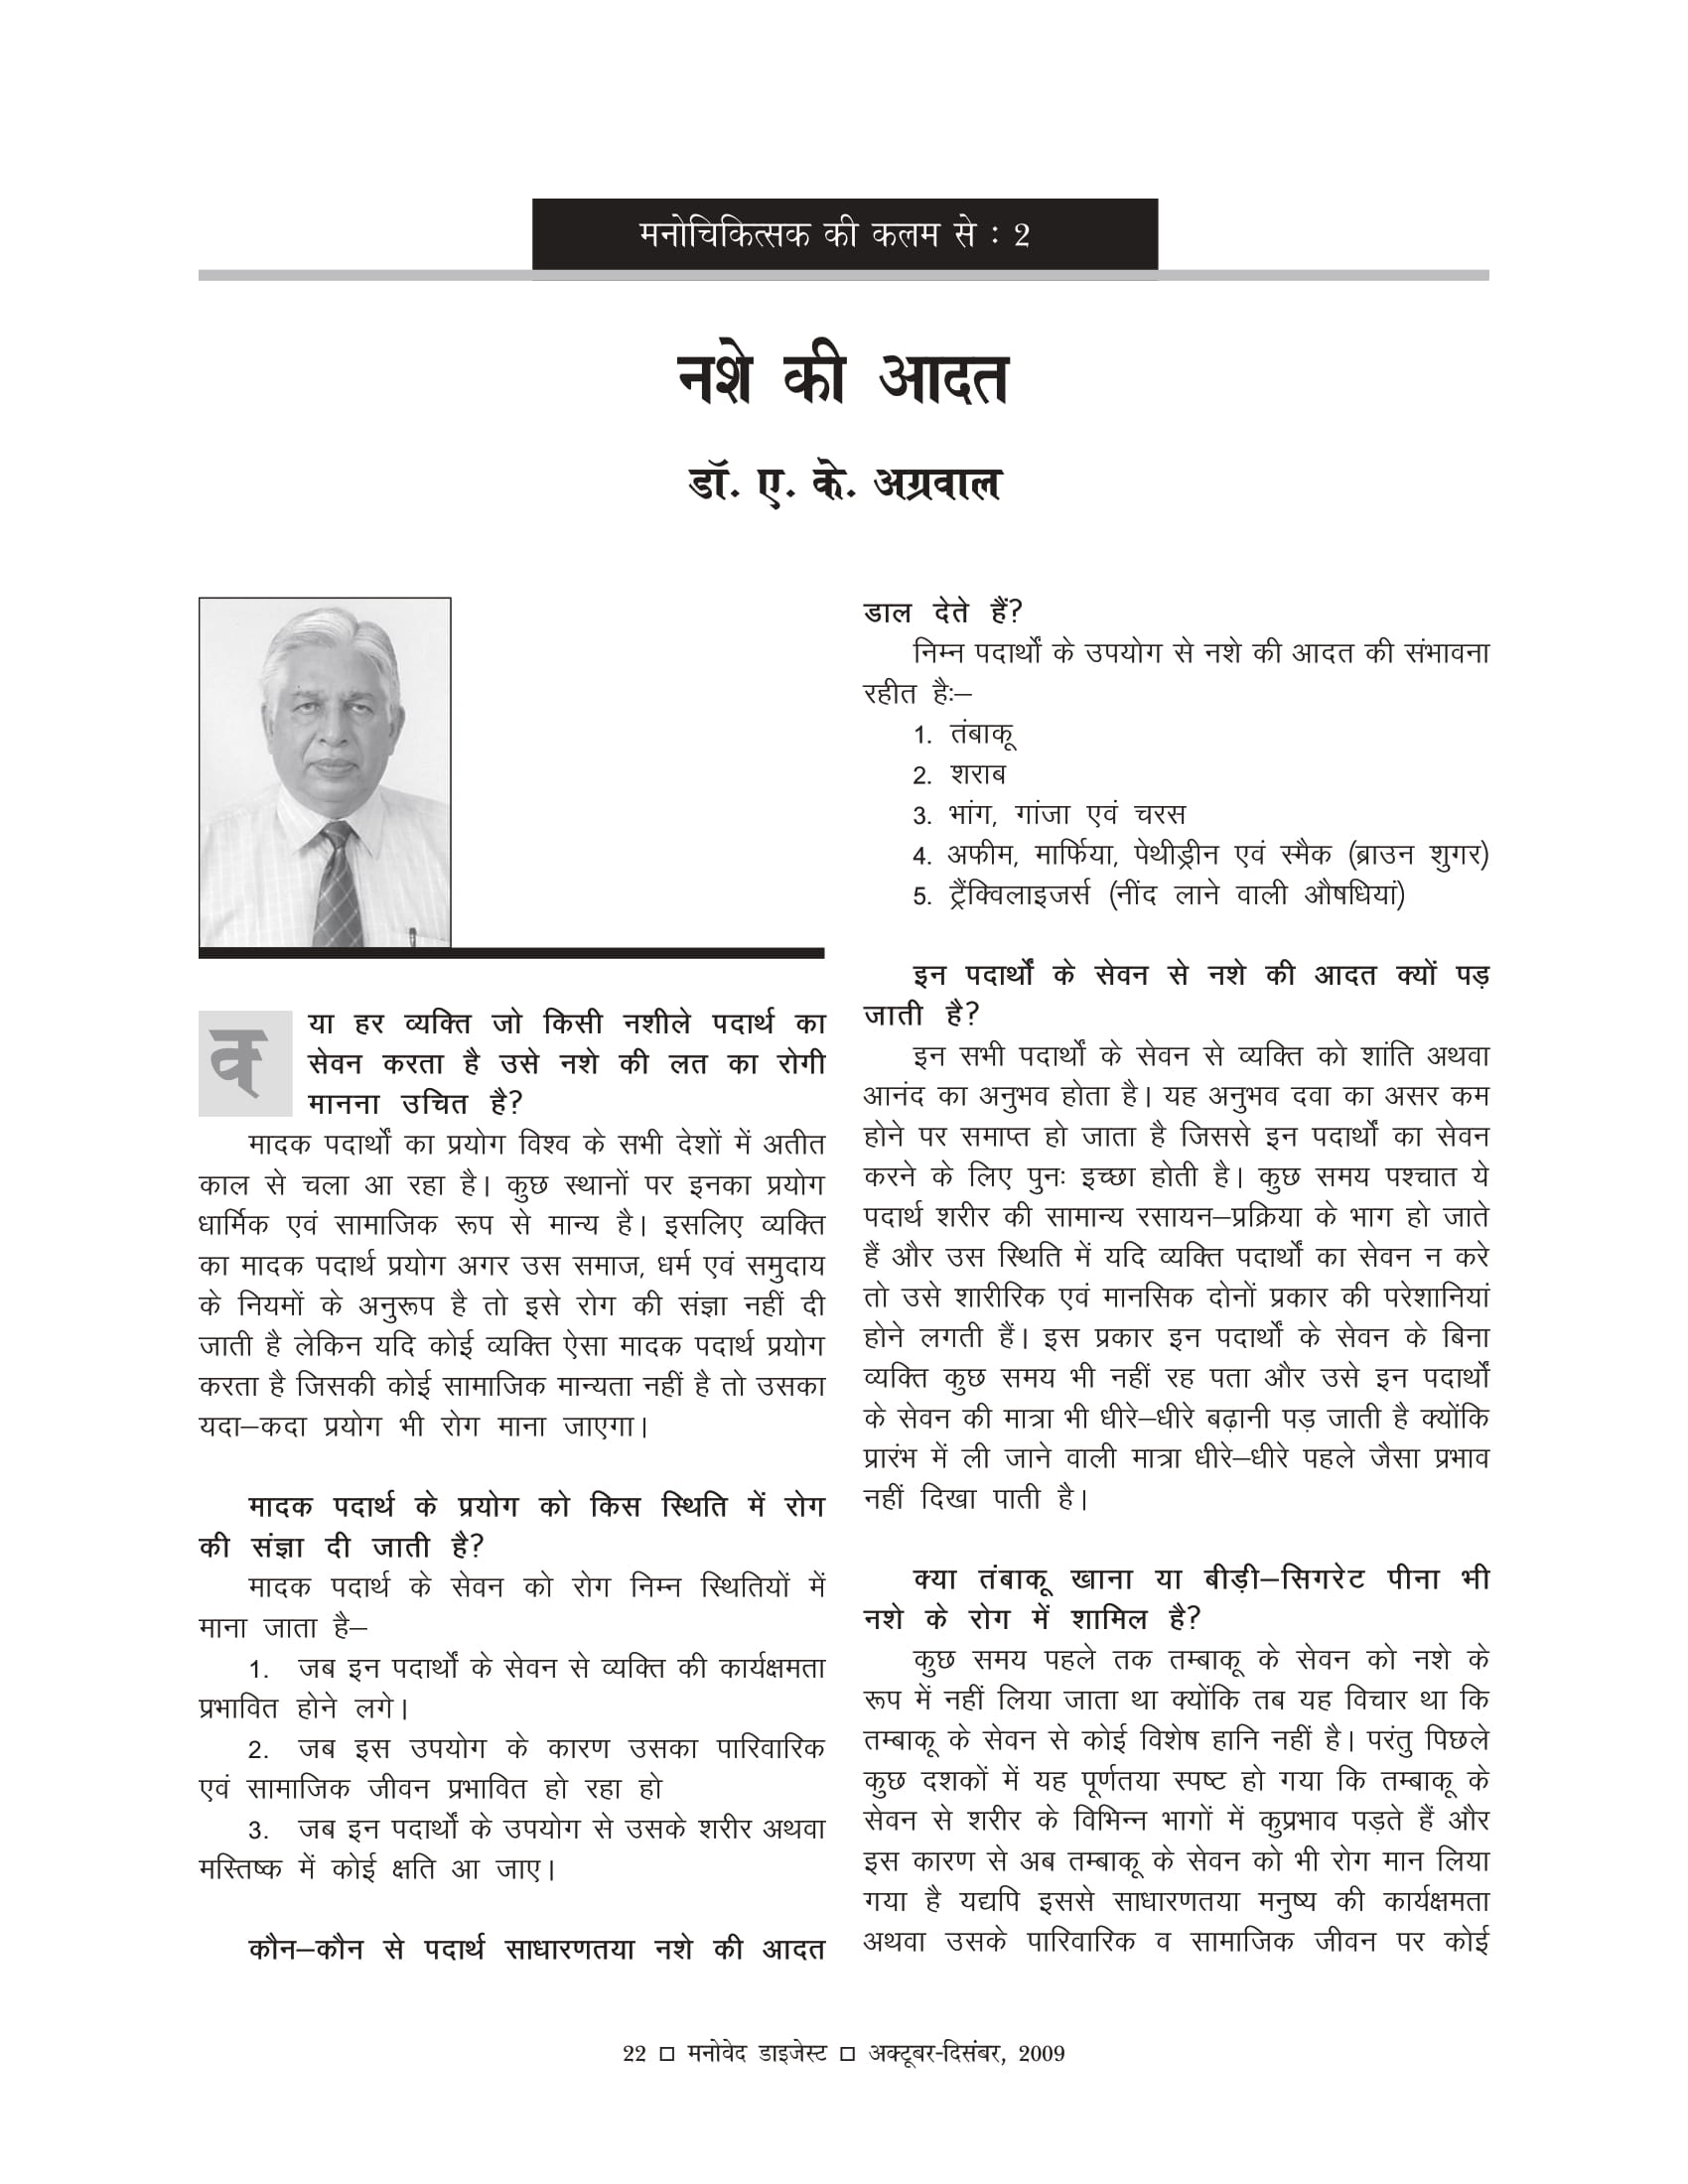 मनोचिकित्सक की कलम से : 2
नशे की आदत
डॉ. ए. के. अग्रवाल
क्या हर व्यक्ति जो किसी नशीले पदार्थ का
सेवन करता है उसे नशे की लत का रोगी
मानना उचित है?
मादक पदार्थों का प्रयोग विश्व के सभी देशों में अतीत
काल से चला आ रहा है। कुछ स्थानों पर इनका प्रयोग
धार्मिक एवं सामाजिक रूप से मान्य है। इसलिए व्यक्ति
का मादक पदार्थ प्रयोग अगर उस समाज, धर्म एवं समुदाय
के नियमों के अनुरूप है तो इसे रोग की संज्ञा नहीं दी
जाती है लेकिन यदि कोई व्यक्ति ऐसा मादक पदार्थ प्रयोग
करता है जिसकी कोई सामाजिक मान्यता नहीं है तो उसका
यदा–कदा प्रयोग भी रोग माना जाएगा।
मादक पदार्थ के प्रयोग को किस स्थिति में रोग
की संज्ञा दी जाती है?
मादक पदार्थ के सेवन को रोग निम्न स्थितियों में
माना जाता है–
1. जब इन पदार्थों के सेवन से व्यक्ति की कार्यक्षमता
प्रभावित होने लगे।
2. जब इस उपयोग के कारण उसका पारिवारिक
एवं सामाजिक जीवन प्रभावित हो रहा हो
3. जब इन पदार्थों के उपयोग से उसके शरीर अथवा
मस्तिष्क में कोई क्षति आ जाए।
कौन–कौन से पदार्थ साधारणतया नशे की आदत
डाल देते हैं?
निम्न पदार्थों के उपयोग से नशे की आदत की संभावना
रहीत है:–
1. तंबाकू
2. शराब
3. भांग, गांजा एवं चरस
4. अफीम, मार्फिया, पेथीड्रीन एवं स्मैक (ब्राउन शुगर)
5. ट्रैंक्विलाइजर्स (नींद लाने वाली औषधियां)
इन पदार्थों के सेवन से नशे की आदत क्यों पड़
जाती है?
इन सभी पदार्थों के सेवन से व्यक्ति को शांति अथवा
आनंद का अनुभव होता है। यह अनुभव दवा का असर कम
होने पर समाप्त हो जाता है जिससे इन पदार्थों का सेवन
करने के लिए पुनः इच्छा होती है। कुछ समय पश्चात ये
पदार्थ शरीर की सामान्य रसायन–प्रक्रिया के भाग हो जाते
हैं और उस स्थिति में यदि व्यक्ति पदार्थों का सेवन न करे
तो उसे शारीरिक एवं मानसिक दोनों प्रकार की परेशानियां
होने लगती हैं। इस प्रकार इन पदार्थों के सेवन के बिना
व्यक्ति कुछ समय भी नहीं रह पता और उसे इन पदार्थों
के सेवन की मात्रा भी धीरे–धीरे बढ़ानी पड़ जाती है क्योंकि
प्रारंभ में ली जाने वाली मात्रा धीरे–धीरे पहले जैसा प्रभाव
नहीं दिखा पाती है।
क्या तंबाकू खाना या बीड़ी–सिगरेट पीना भी
नशे के रोग में शामिल है?
कुछ समय पहले तक तम्बाकू के सेवन को नशे के
रूप में नहीं लिया जाता था क्योंकि तब यह विचार था कि
तम्बाकू के सेवन से कोई विशेष हानि नहीं है। परंतु पिछले
कुछ दशकों में यह पूर्णतया स्पष्ट हो गया कि तम्बाकू के
सेवन से शरीर के विभिन्न भागों में कुप्रभाव पड़ते हैं और
इस कारण से अब तम्बाकू के सेवन को भी रोग मान लिया
गया है यद्यपि इससे साधारणतया मनुष्य की कार्यक्षमता
अथवा उसके पारिवारिक व सामाजिक जीवन पर कोई
22 □ मनोवेद डाइजेस्ट □ अक्टूबर-दिसंबर, 2009